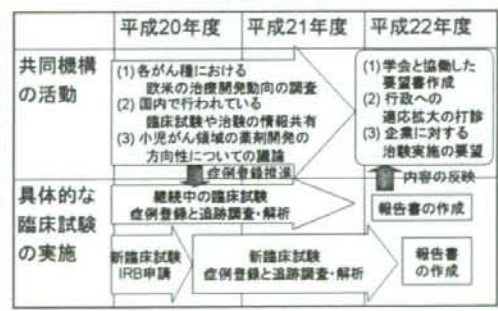 平成20年度 平成21年度 平成22年度
共同機構
の活動
(1) 各がん種における
欧米の治療開発動向の調査
(2) 国内で行われている
臨床試験や治験の情報共有
(3) 小児がん領域の薬剤開発の
方向性についての議論
(1) 学会と協働した
要望書作成
(2) 行政への
適応拡大の打診
(3) 企業に対する
治験実施の要望
症例登録推進
内容の反映
具体的な
臨床試験
の実施
継続中の臨床試験
症例登録と追跡調査・解析
報告書の作成
新臨床試験
IRB申請
新臨床試験
症例登録と追跡調査・解析
報告書
の作成